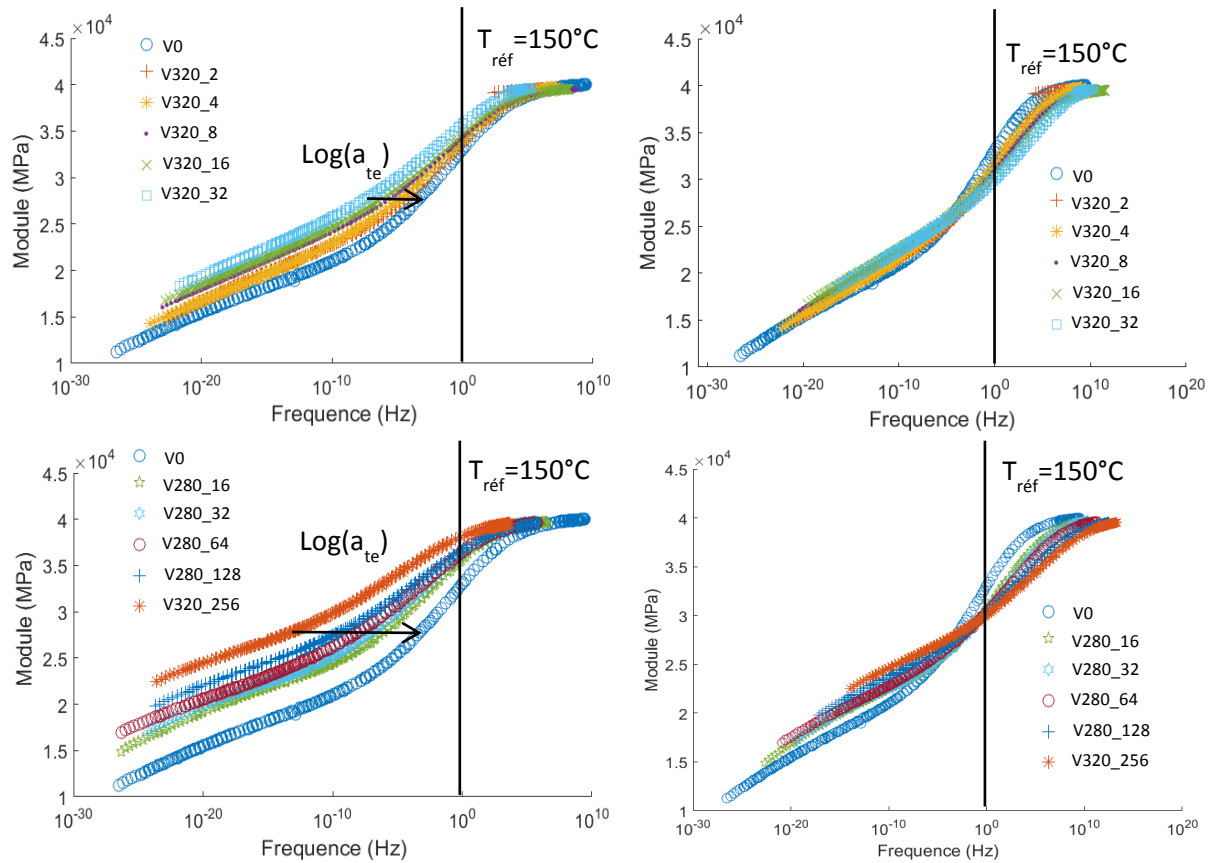 ×10⁴
4.5
4
3.5
3
2.5
2
1.5
1
Module (MPa)
10⁻³⁰
10⁻²⁰
10⁻¹⁰
10⁰
10¹⁰
Frequence (Hz)
V0
V320_2
V320_4
V320_8
V320_16
V320_32
Log(a_te)
T_réf=150°C
×10⁴
4.5
4
3.5
3
2.5
2
1.5
1
Module (MPa)
10⁻³⁰
10⁻²⁰
10⁻¹⁰
10⁰
10¹⁰
10²⁰
Frequence (Hz)
T_réf=150°C
V0
V320_2
V320_4
V320_8
V320_16
V320_32
×10⁴
4.5
4
3.5
3
2.5
2
1.5
1
Module (MPa)
10⁻³⁰
10⁻²⁰
10⁻¹⁰
10⁰
10¹⁰
Frequence (Hz)
V0
V280_16
V280_32
V280_64
V280_128
V320_256
Log(a_te)
T_réf=150°C
×10⁴
4.5
4
3.5
3
2.5
2
1.5
1
Module (MPa)
10⁻³⁰
10⁻²⁰
10⁻¹⁰
10⁰
10¹⁰
10²⁰
Frequence (Hz)
T_réf=150°C
V0
V280_16
V280_32
V280_64
V280_128
V320_256